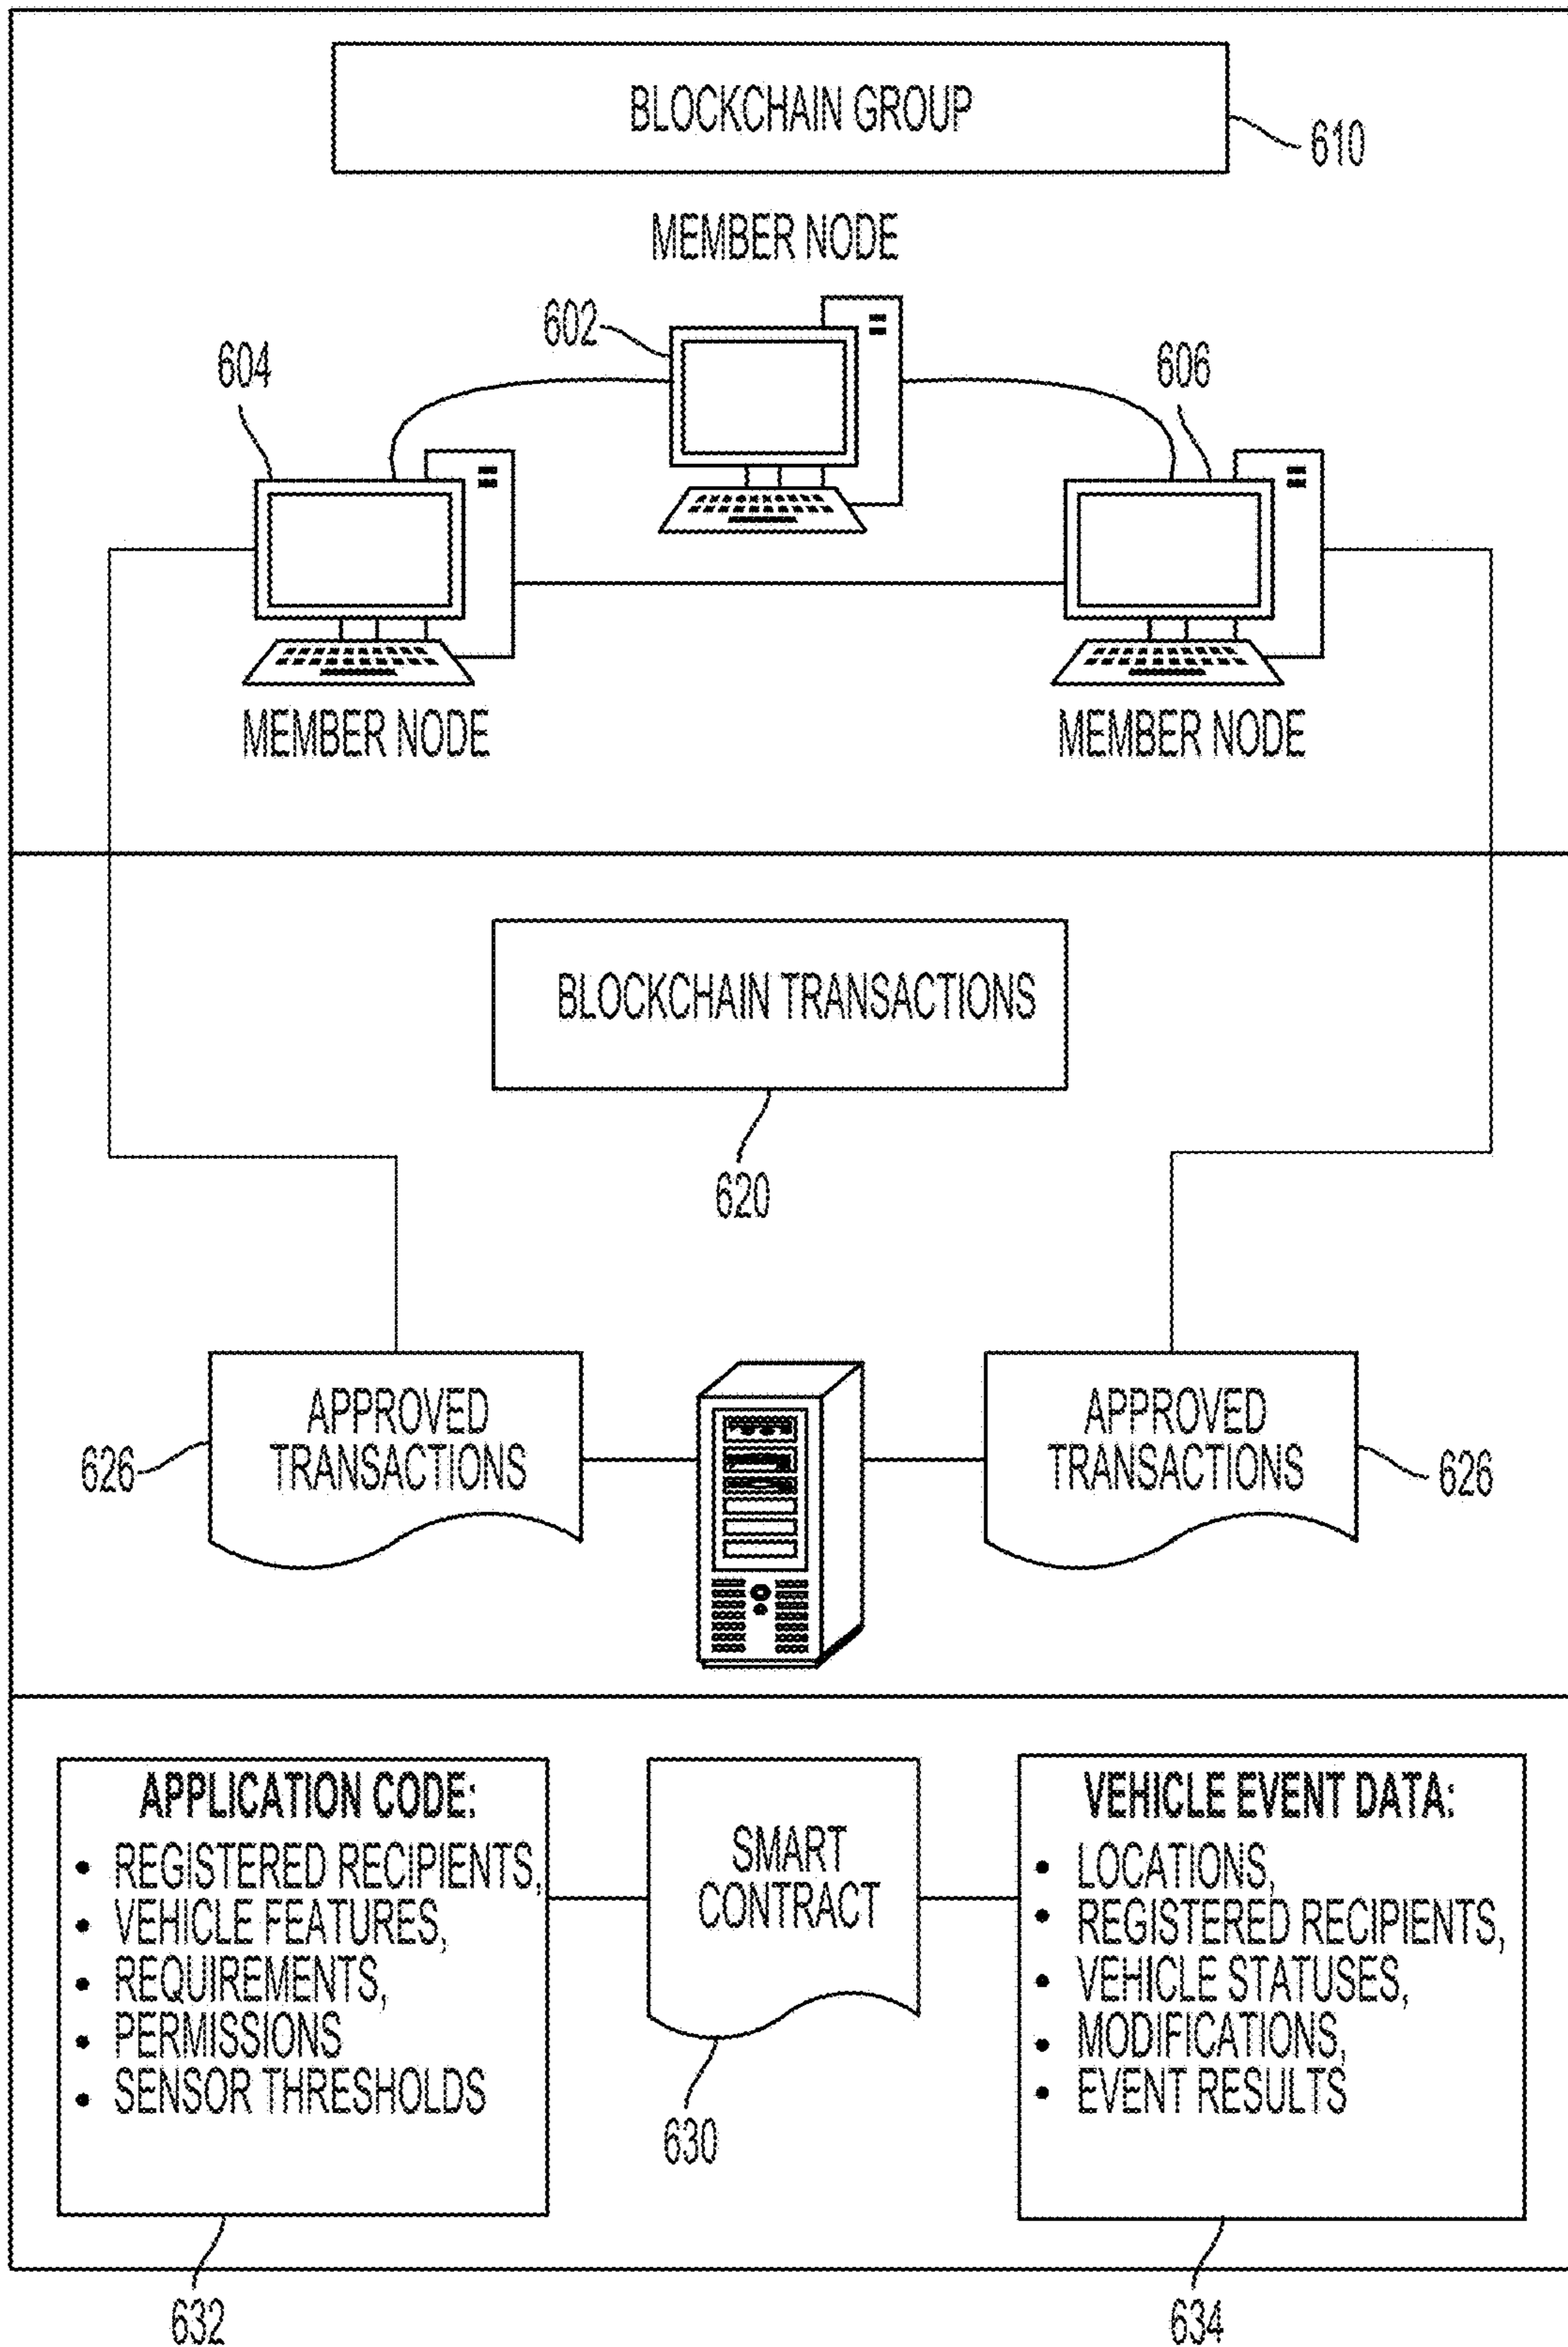 BLOCKCHAIN GROUP
610
MEMBER NODE
602
604
606
MEMBER NODE
MEMBER NODE
BLOCKCHAIN TRANSACTIONS
620
APPROVED
TRANSACTIONS
626
APPROVED
TRANSACTIONS
626
APPLICATION CODE:
• REGISTERED RECIPIENTS,
• VEHICLE FEATURES,
• REQUIREMENTS,
• PERMISSIONS
• SENSOR THRESHOLDS
632
SMART
CONTRACT
630
VEHICLE EVENT DATA:
• LOCATIONS,
• REGISTERED RECIPIENTS,
• VEHICLE STATUSES,
• MODIFICATIONS,
• EVENT RESULTS
634